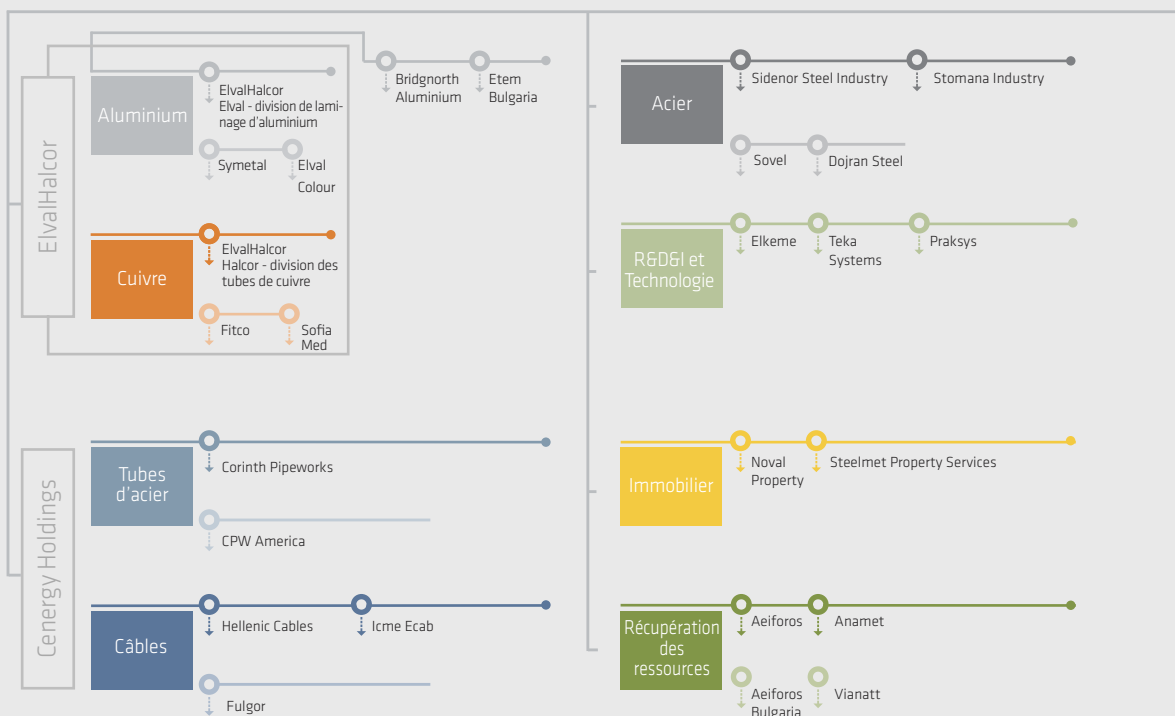 ElvalHalcor
Aluminium
ElvalHalcor
Elval - division de lami-
nage d'aluminium
Symetal
Elval
Colour
Bridgnorth
Aluminium
Etem
Bulgaria
Cuivre
ElvalHalcor
Halcor - division des
tubes de cuivre
Fitco
Sofia
Med
Cenergy Holdings
Tubes
d'acier
Corinth Pipeworks
CPW America
Câbles
Hellenic Cables
Icme Ecab
Fulgor
Acier
Sidenor Steel Industry
Stomana Industry
Sovel
Dojran Steel
R&D&I et
Technologie
Elkeme
Teka
Systems
Praksys
Immobilier
Noval
Property
Steelmet Property Services
Récupération
des
ressources
Aeiforos
Anamet
Aeiforos
Bulgaria
Vianatt